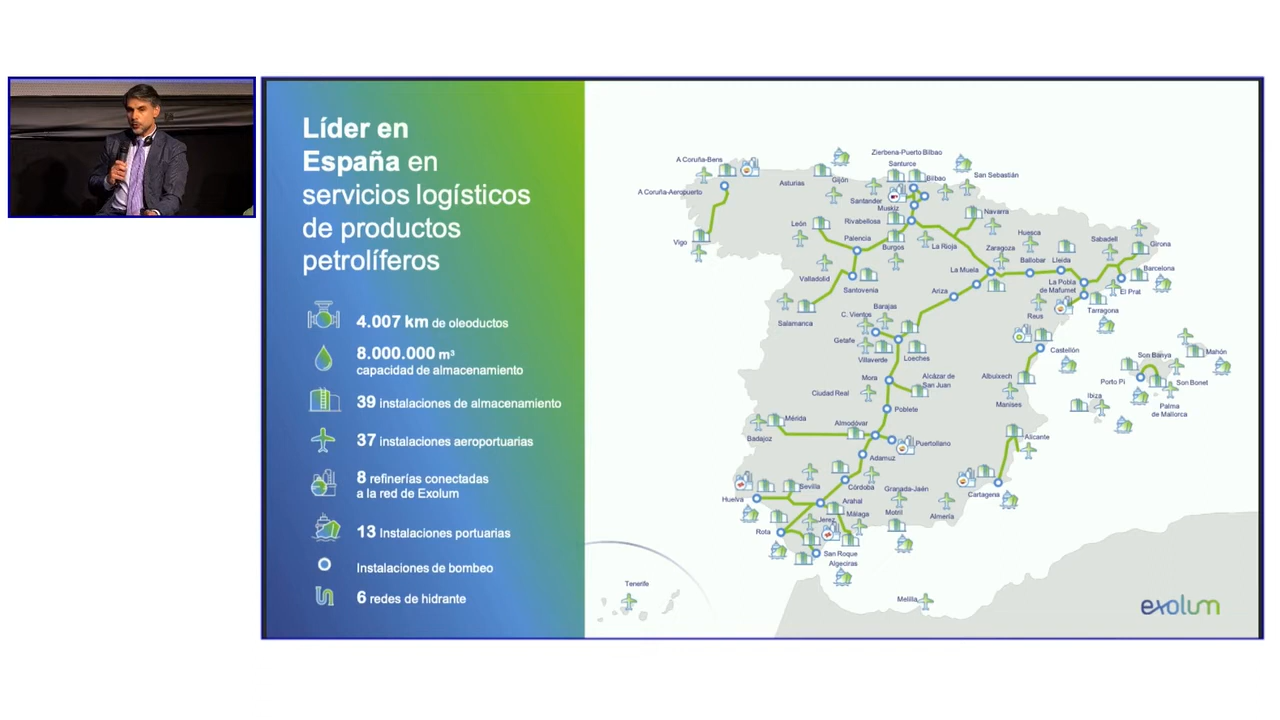 Líder en
España en
servicios logísticos
de productos
petrolíferos
4.007 km de oleoductos
8.000.000 m³
capacidad de almacenamiento
39 instalaciones de almacenamiento
37 instalaciones aeroportuarias
8 refinerías conectadas
a la red de Exolum
13 Instalaciones portuarias
Instalaciones de bombeo
6 redes de hidrante
A Coruña-Bens
A Coruña-Aeropuerto
Vigo
Asturias
Gijón
Zierbena-Puerto Bilbao
Santurce
Bilbao
San Sebastián
Santander
Muskiz
Rivabellosa
León
Palencia
Burgos
La Rioja
Navarra
Zaragoza
Huesca
Ballobar
Lleida
Sabadell
Girona
Barcelona
El Prat
La Pobla
de Mafumet
Tarragona
Reus
La Muela
Ariza
Valladolid
Santovenia
Salamanca
Barajas
C. Vientos
Getafe
Villaverde
Loeches
Castellón
Albuixech
Manises
Mahón
Son Banya
Son Bonet
Porto Pi
Palma
de Mallorca
Ibiza
Mora
Alcázar de
San Juan
Ciudad Real
Poblete
Mérida
Badajoz
Almodóvar
Puertollano
Adamuz
Alicante
Cartagena
Sevilla
Córdoba
Granada-Jaén
Huelva
Arahal
Málaga
Motril
Almería
Rota
Jerez
San Roque
Algeciras
Tenerife
Melilla
exolum